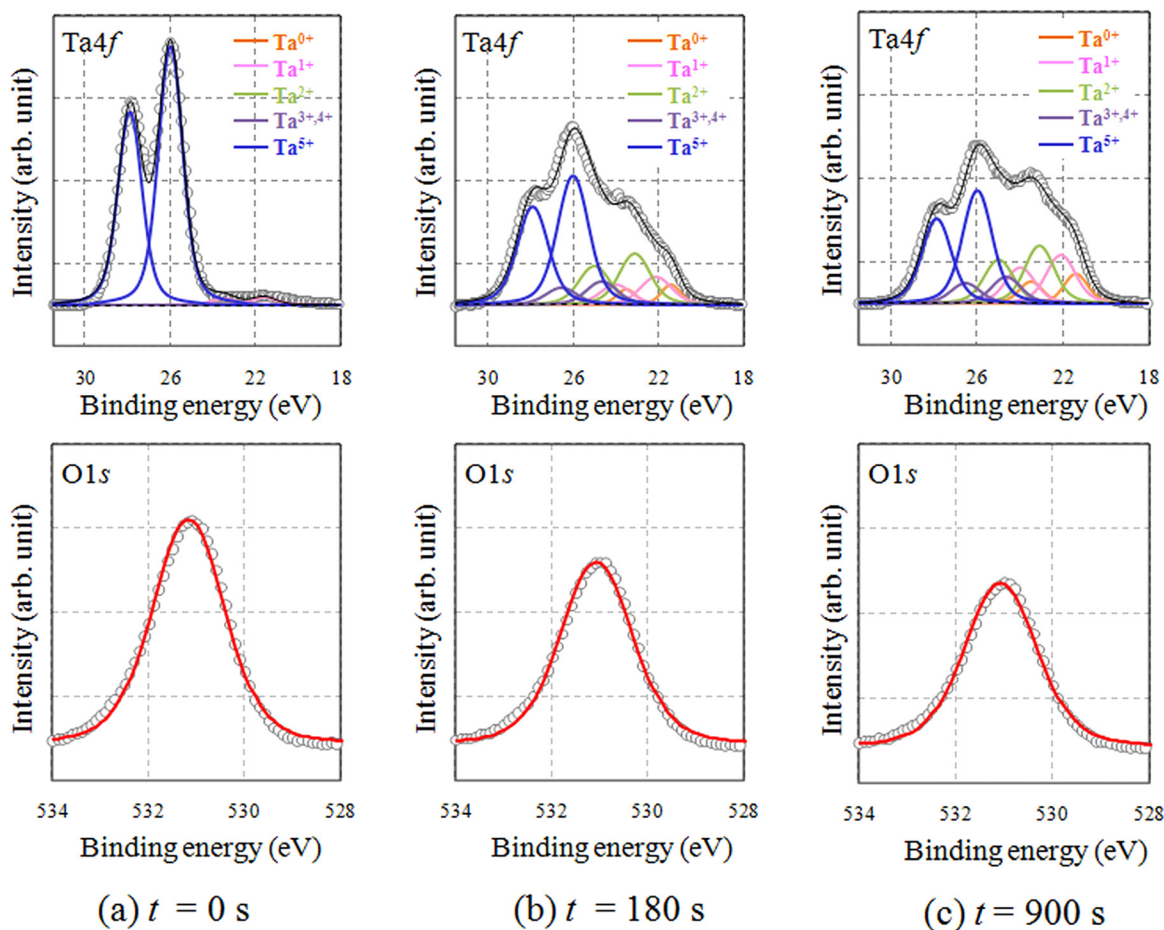 Ta4f
Ta⁰⁺
Ta¹⁺
Ta²⁺
Ta³⁺,⁴⁺
Ta⁵⁺
Intensity (arb. unit)
30 26 22 18
Binding energy (eV)
Ta4f
Ta⁰⁺
Ta¹⁺
Ta²⁺
Ta³⁺,⁴⁺
Ta⁵⁺
Intensity (arb. unit)
30 26 22 18
Binding energy (eV)
Ta4f
Ta⁰⁺
Ta¹⁺
Ta²⁺
Ta³⁺,⁴⁺
Ta⁵⁺
Intensity (arb. unit)
30 26 22 18
Binding energy (eV)
O1s
Intensity (arb. unit)
534 532 530 528
Binding energy (eV)
O1s
Intensity (arb. unit)
534 532 530 528
Binding energy (eV)
O1s
Intensity (arb. unit)
534 532 530 528
Binding energy (eV)
(a) t = 0 s
(b) t = 180 s
(c) t = 900 s